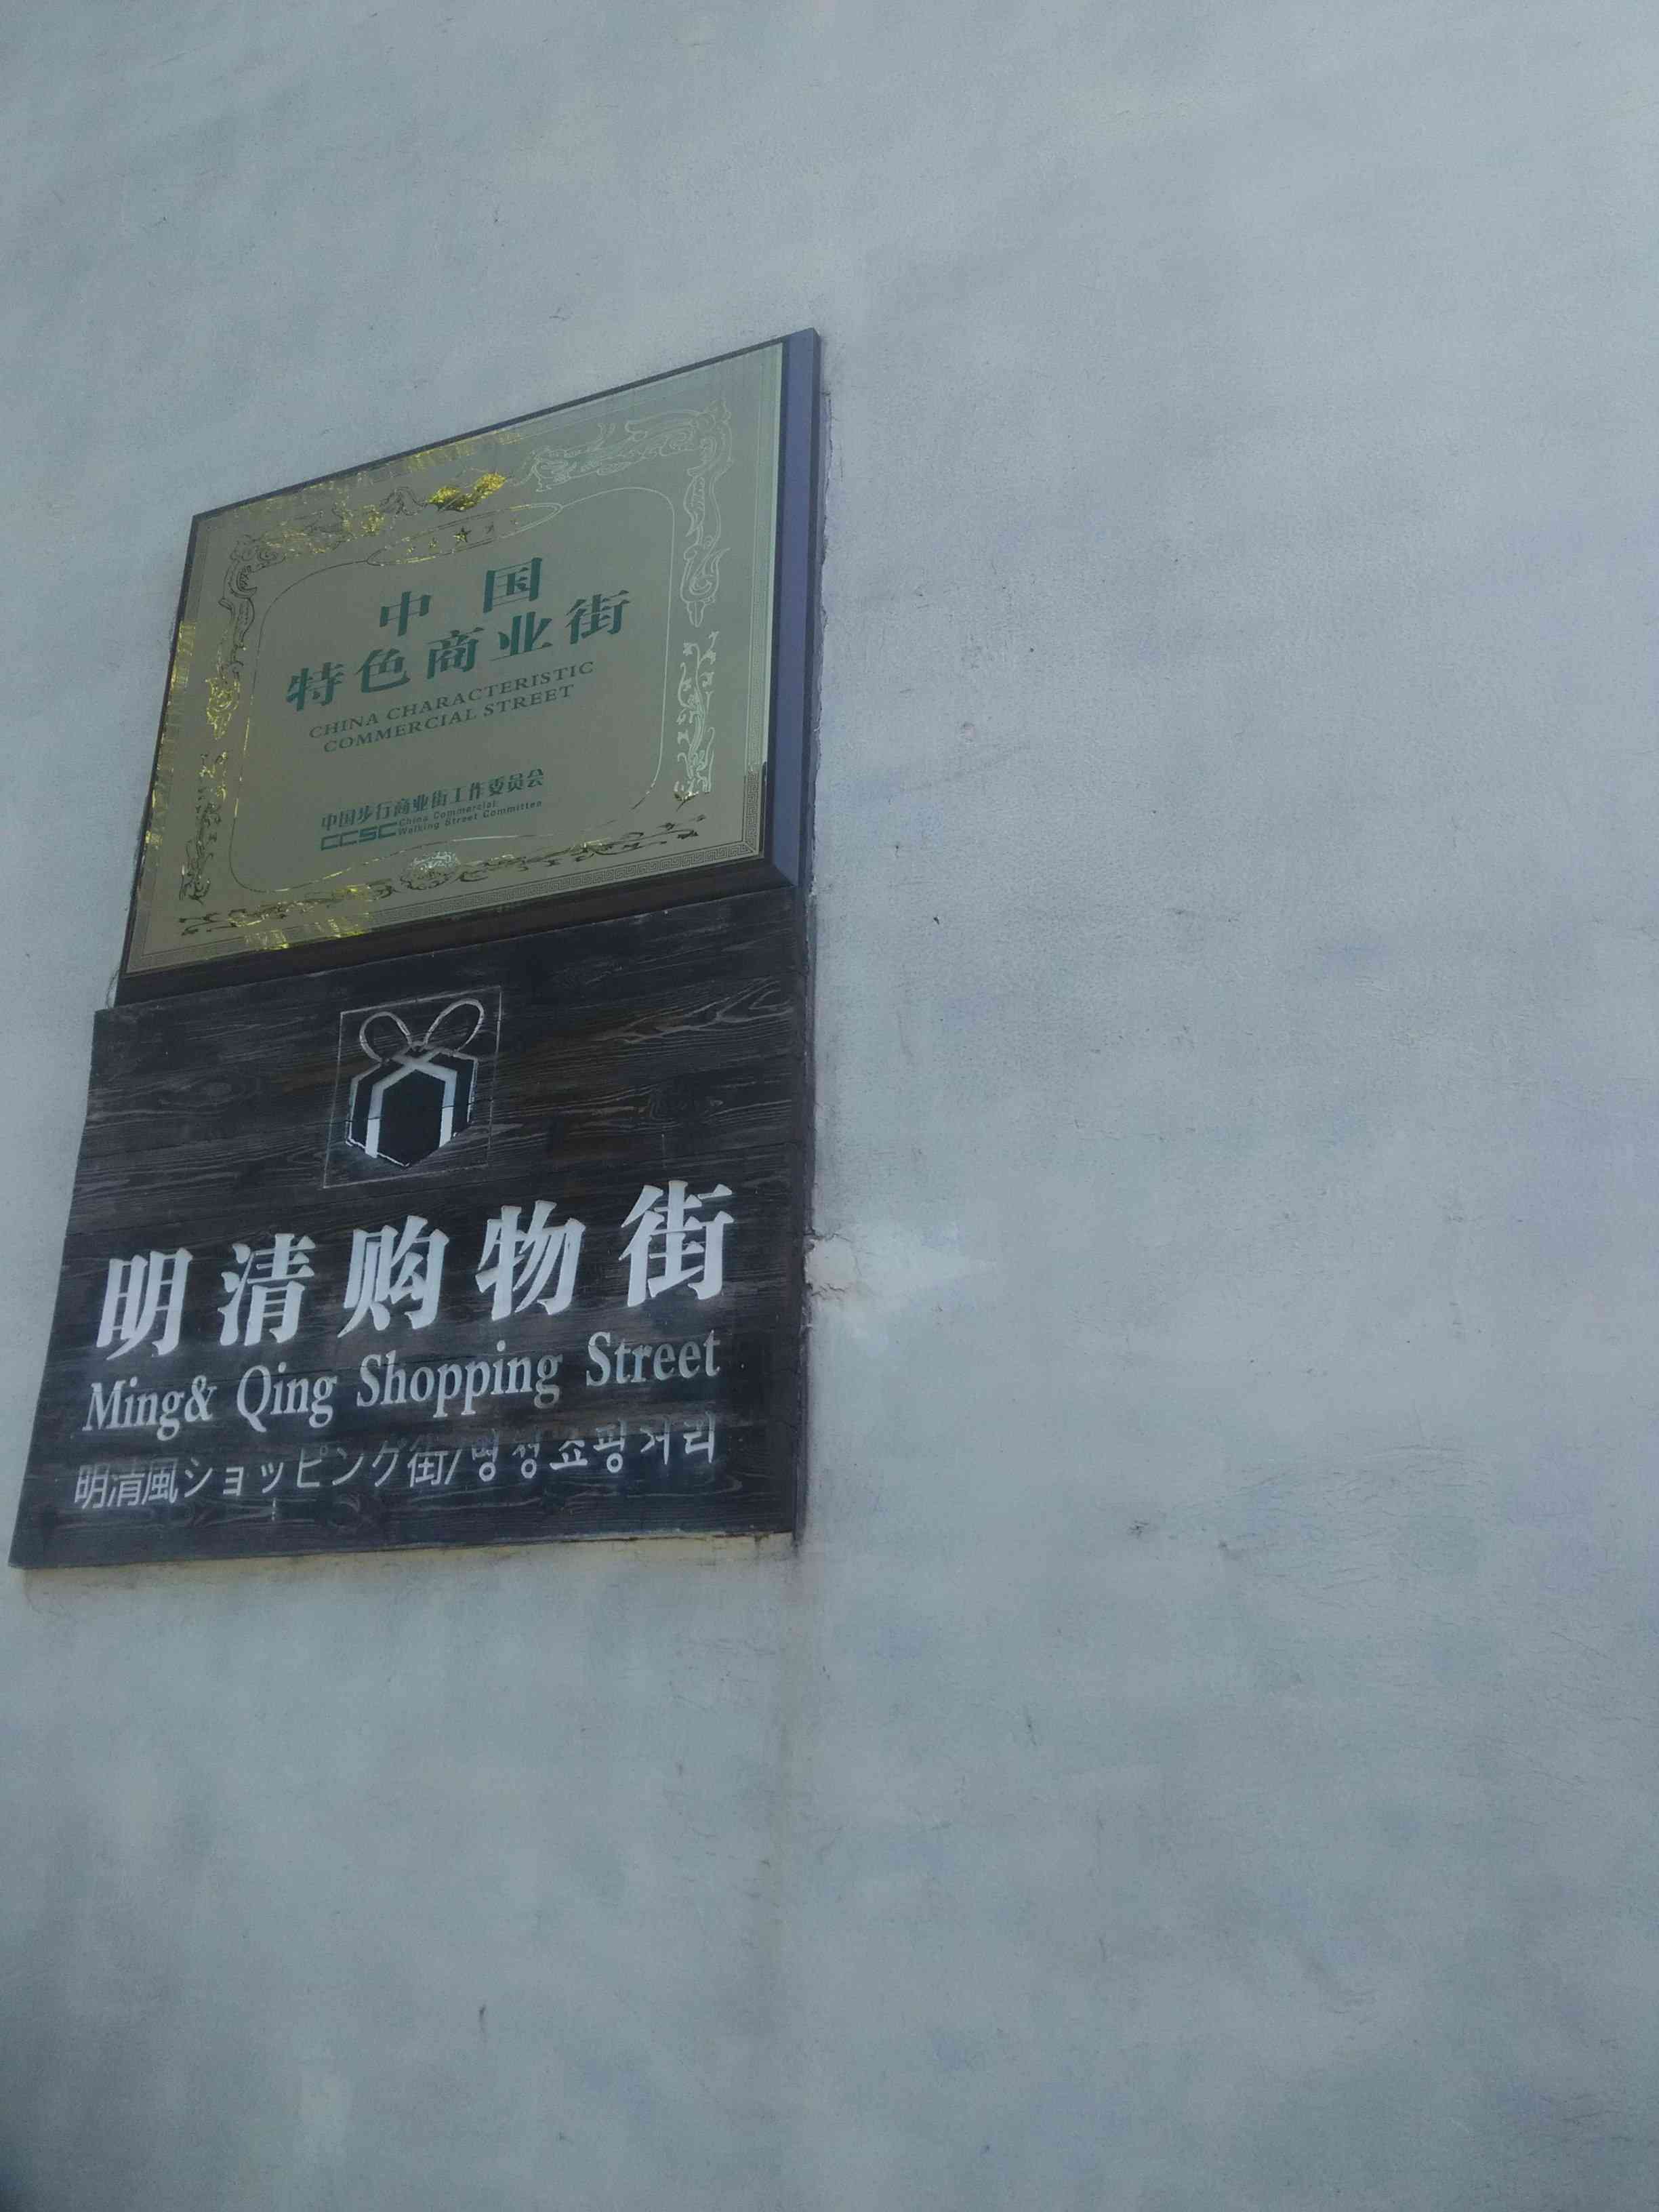 中国
特色商业街
CHINA CHARACTERISTIC
COMMERCIAL STREET
中国步行商业街工作委员会
CCSC China Commercial
Walking Street Committee
明清购物街
Ming& Qing Shopping Street
明清風ショッピング街/명청쇼핑거리